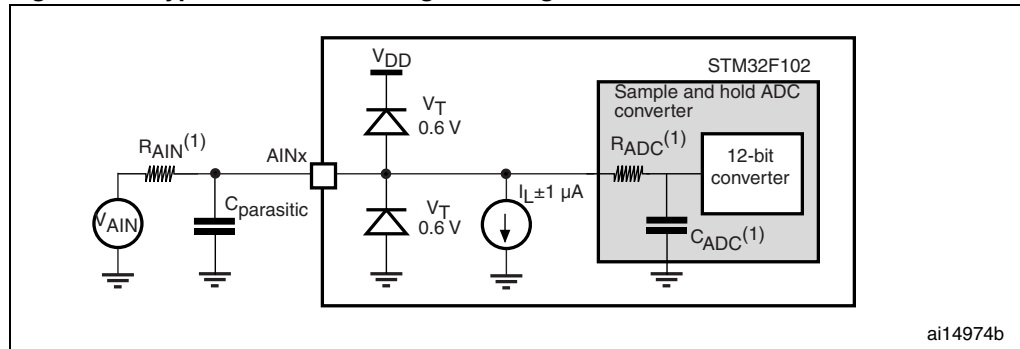 VDD
STM32F102
Sample and hold ADC
converter
VT
0.6 V
RAIN(1)
AINx
RADC(1)
12-bit
converter
VAIN
Cparasitic
VT
0.6 V
IL±1 µA
CADC(1)
ai14974b